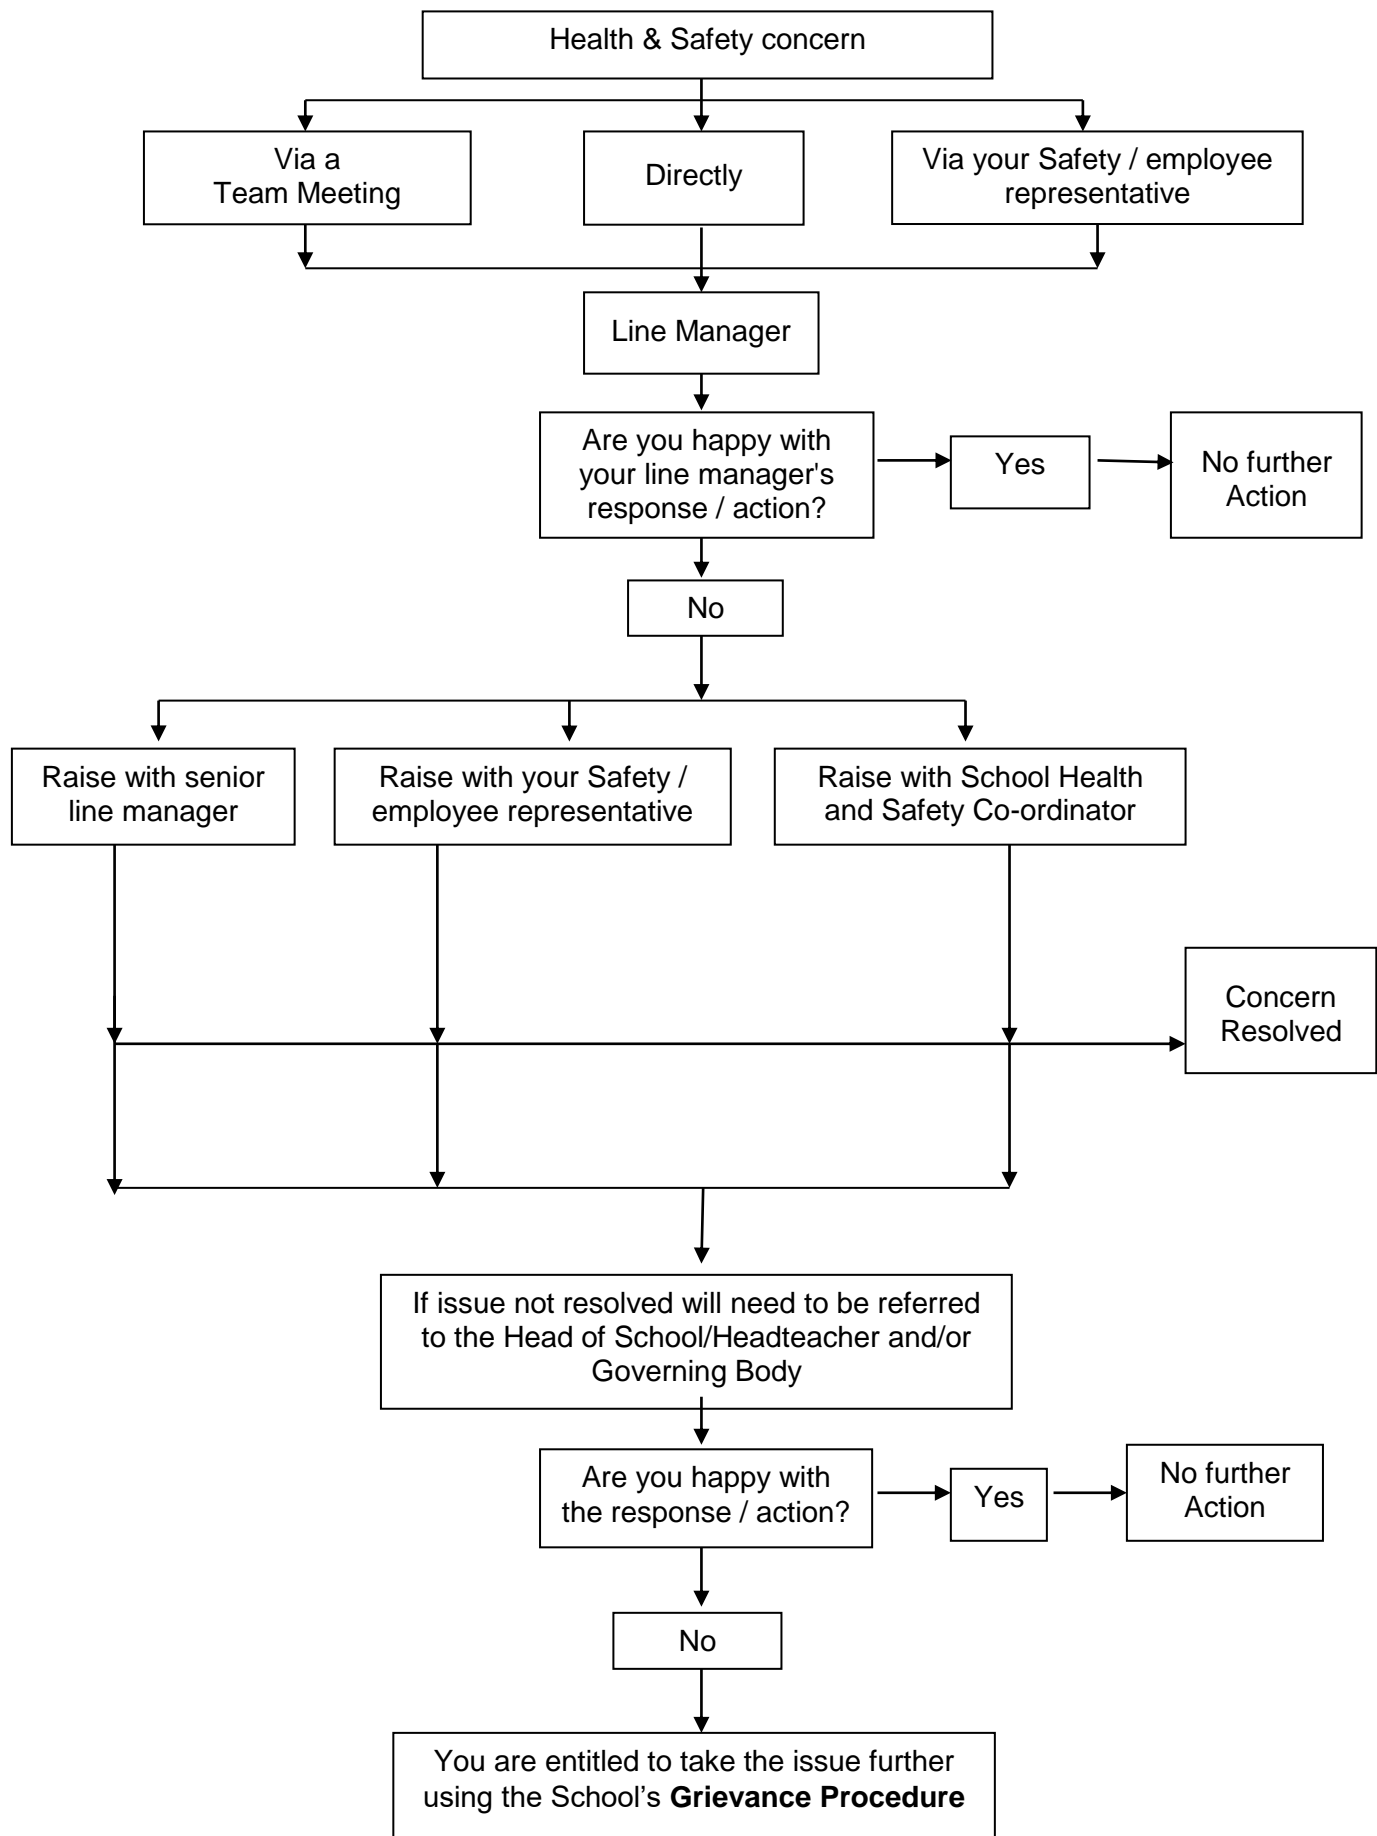 Health & Safety concern
Via a
Team Meeting
Directly
Via your Safety / employee
representative
Line Manager
Are you happy with
your line manager's
response / action?
Yes
No further
Action
No
Raise with senior
line manager
Raise with your Safety /
employee representative
Raise with School Health
and Safety Co-ordinator
Concern
Resolved
If issue not resolved will need to be referred
to the Head of School/Headteacher and/or
Governing Body
Are you happy with
the response / action?
Yes
No further
Action
No
You are entitled to take the issue further
using the School’s Grievance Procedure